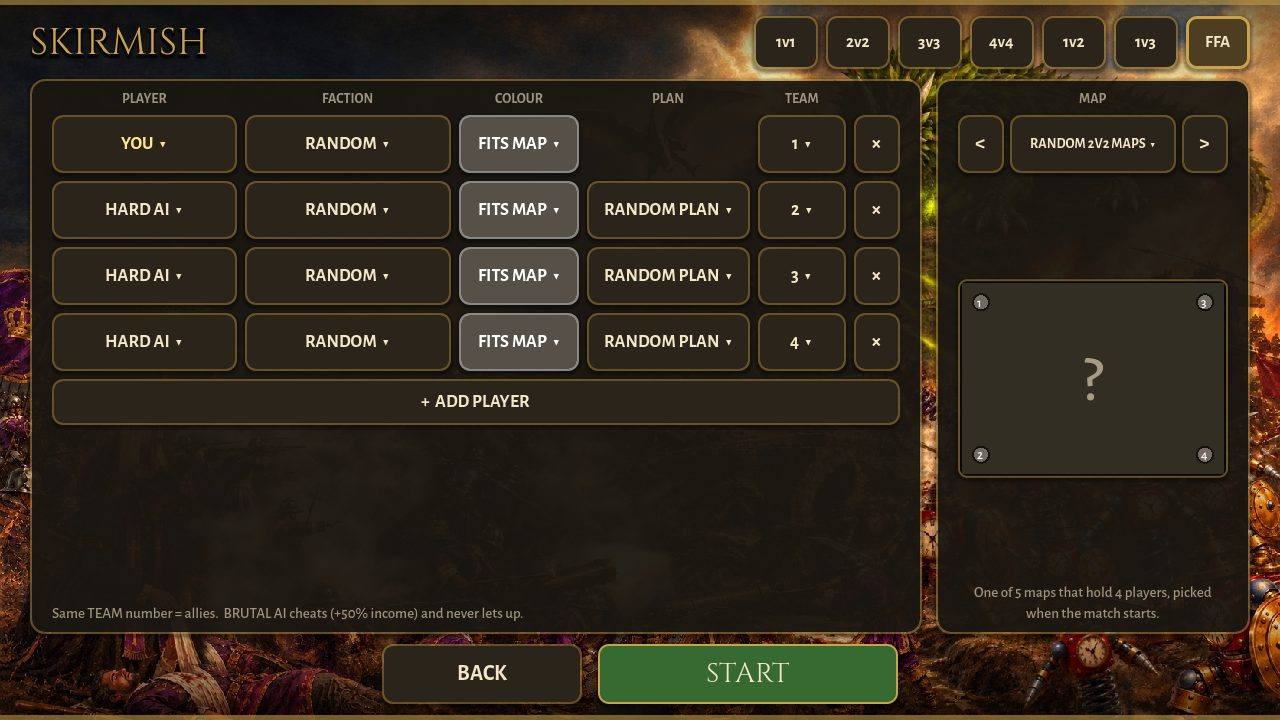 SKIRMISH
1v1 2v2 3v3 4v4 1v2 1v3 FFA
PLAYER FACTION COLOUR PLAN TEAM
YOU ▾ RANDOM ▾ FITS MAP ▾ 1 ▾ ×
HARD AI ▾ RANDOM ▾ FITS MAP ▾ RANDOM PLAN ▾ 2 ▾ ×
HARD AI ▾ RANDOM ▾ FITS MAP ▾ RANDOM PLAN ▾ 3 ▾ ×
HARD AI ▾ RANDOM ▾ FITS MAP ▾ RANDOM PLAN ▾ 4 ▾ ×
+ ADD PLAYER
Same TEAM number = allies. BRUTAL AI cheats (+50% income) and never lets up.
MAP
< RANDOM 2V2 MAPS ▾ >
1 3
?
2 4
One of 5 maps that hold 4 players, picked
when the match starts.
BACK START